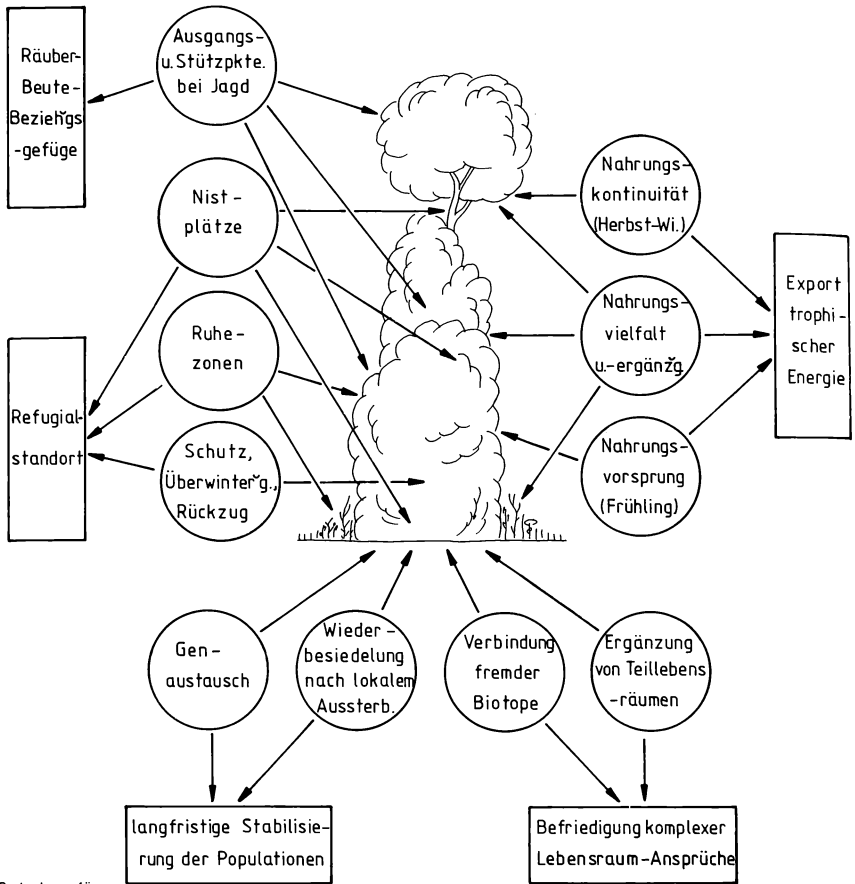 Räuber-
Beute-
Beziehgs
-gefüge
Ausgangs-
u. Stützpkte.
bei Jagd
Nist-
plätze
Ruhe-
zonen
Schutz,
Überwinterg.,
Rückzug
Refugial-
standort
Nahrungs-
kontinuität
(Herbst-Wi.)
Nahrungs-
vielfalt
u.-ergänzg.
Nahrungs-
vorsprung
(Frühling)
Export
trophi-
scher
Energie
Gen-
austausch
Wieder-
besiedelung
nach lokalem
Aussterb.
Verbindung
fremder
Biotope
Ergänzung
von Teillebens
-räumen
langfristige Stabilisie-
rung der Populationen
Befriedigung komplexer
Lebensraum-Ansprüche